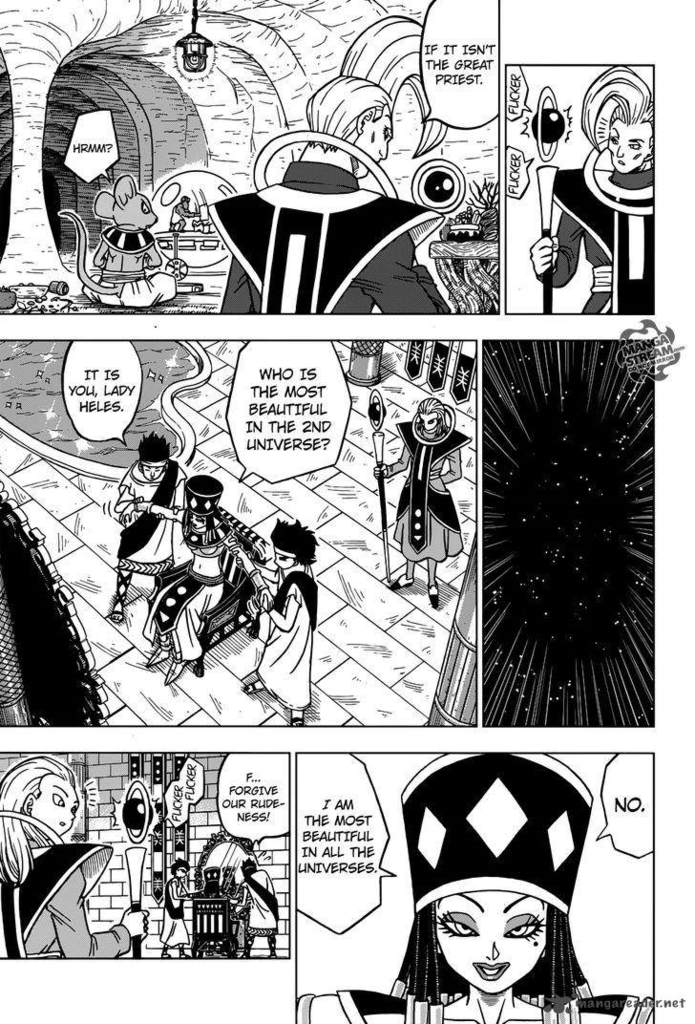 IF IT ISN'T
THE GREAT
PRIEST.
HRMM?
FLICKER
FLICKER
MANGA
STREAM
WHO IS
THE MOST
BEAUTIFUL
IN THE 2ND
UNIVERSE?
IT IS
YOU, LADY
HELES.
F...
FORGIVE
OUR RUDE-
NESS!
FLICKER
FLICKER
NO.
I AM
THE MOST
BEAUTIFUL
IN ALL THE
UNIVERSES.
mangareader.net